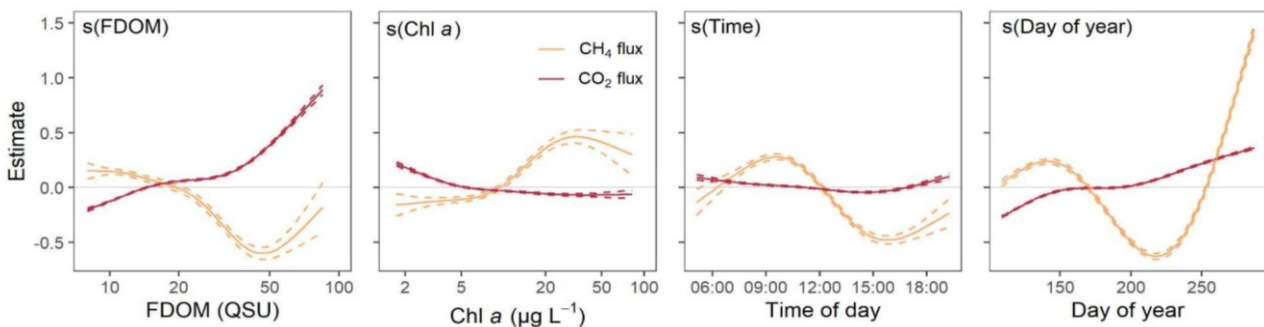 s(FDOM)
s(Chl a)
s(Time)
s(Day of year)
CH₄ flux
CO₂ flux
Estimate
1.5
1.0
0.5
0.0
-0.5
10 20 50 100
2 5 20 50 100
06:00 09:00 12:00 15:00 18:00
150 200 250
FDOM (QSU)
Chl a (µg L⁻¹)
Time of day
Day of year